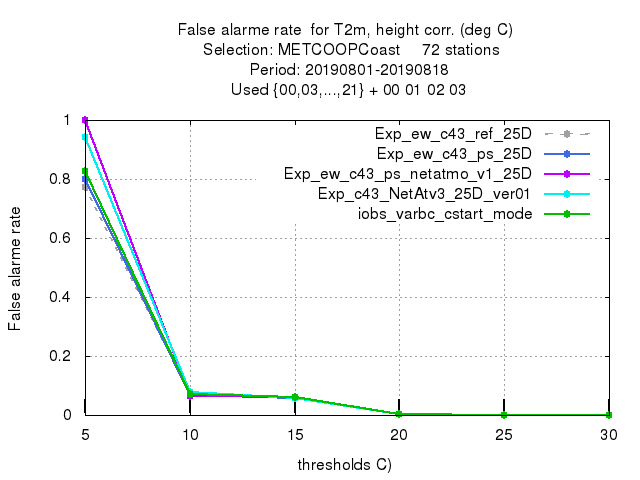 False alarme rate  for T2m, height corr. (deg C)
Selection: METCOOPCoast     72 stations
Period: 20190801-20190818
Used {00,03,...,21} + 00 01 02 03
Exp_ew_c43_ref_25D
Exp_ew_c43_ps_25D
Exp_ew_c43_ps_netatmo_v1_25D
Exp_c43_NetAtv3_25D_ver01
iobs_varbc_cstart_mode
False alarme rate
1
0.8
0.6
0.4
0.2
0
5 10 15 20 25 30
thresholds C)